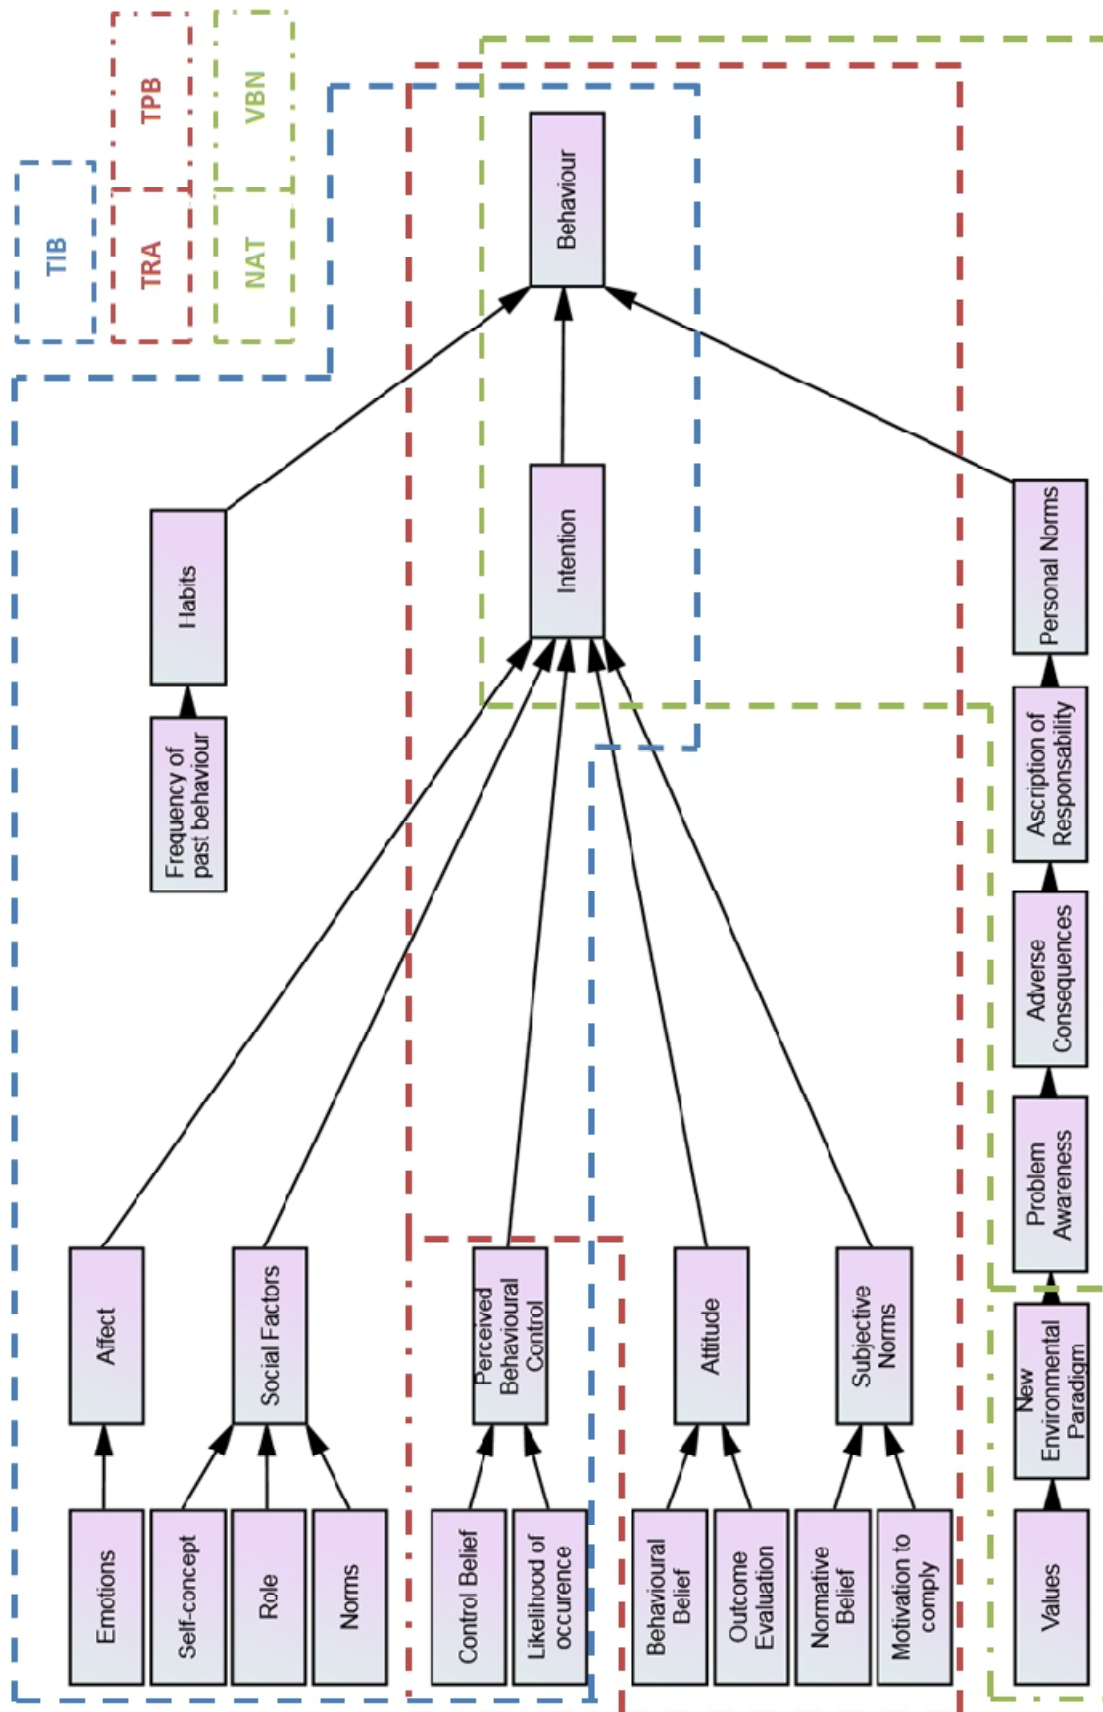 TIB
TRA
TPB
NAT
VBN
Emotions
Affect
Self-concept
Role
Norms
Social Factors
Frequency of
past behaviour
Habits
Control Belief
Likelihood of
occurence
Perceived
Behavioural
Control
Intention
Behaviour
Behavioural
Belief
Outcome
Evaluation
Attitude
Normative
Belief
Motivation to
comply
Subjective
Norms
Values
New
Environmental
Paradigm
Problem
Awareness
Adverse
Consequences
Ascription of
Responsability
Personal Norms